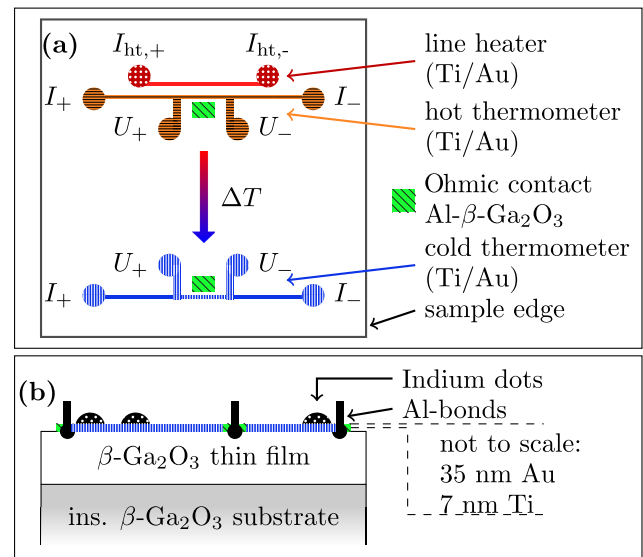 (a)
I_ht,+
I_ht,-
line heater
(Ti/Au)
I_+
I_−
hot thermometer
(Ti/Au)
U_+
U_−
Ohmic contact
Al-β-Ga₂O₃
ΔT
cold thermometer
(Ti/Au)
U_+
U_−
I_+
I_−
sample edge
(b)
Indium dots
Al-bonds
β-Ga₂O₃ thin film
not to scale:
35 nm Au
7 nm Ti
ins. β-Ga₂O₃ substrate